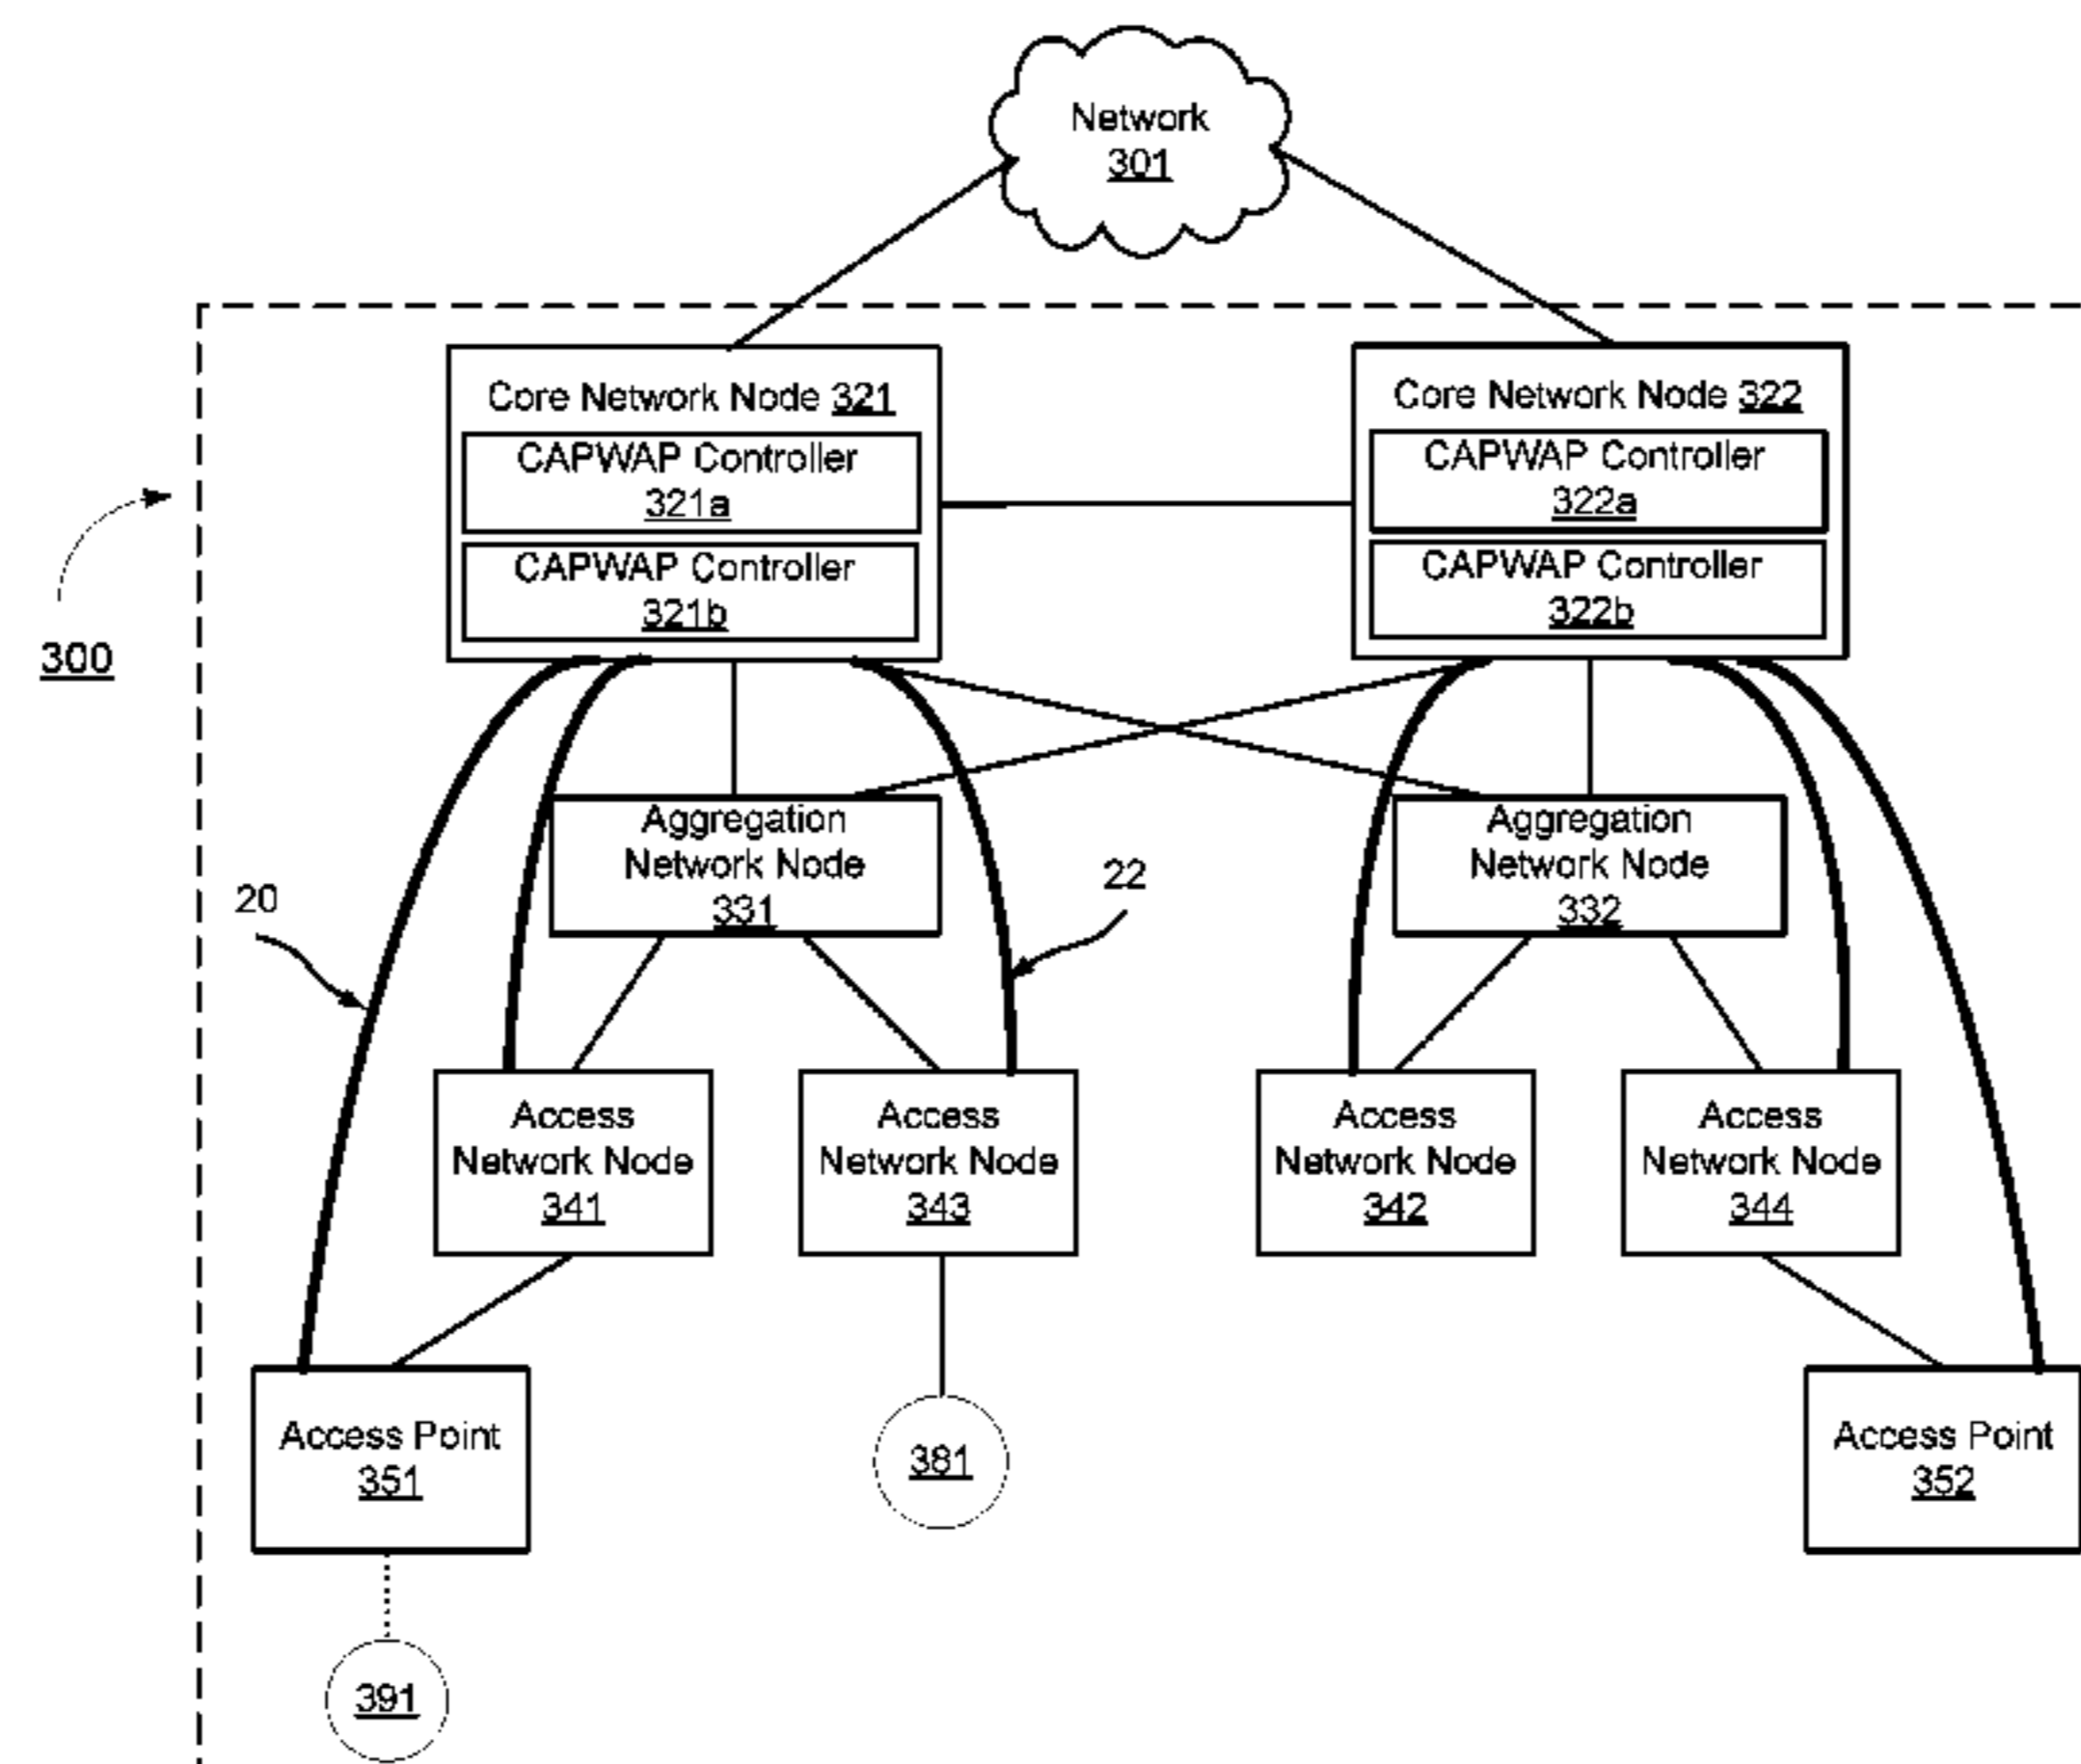 Network
301
Core Network Node 321
CAPWAP Controller
321a
CAPWAP Controller
321b
Core Network Node 322
CAPWAP Controller
322a
CAPWAP Controller
322b
300
Aggregation
Network Node
331
Aggregation
Network Node
332
20
22
Access
Network Node
341
Access
Network Node
343
Access
Network Node
342
Access
Network Node
344
Access Point
351
381
Access Point
352
391